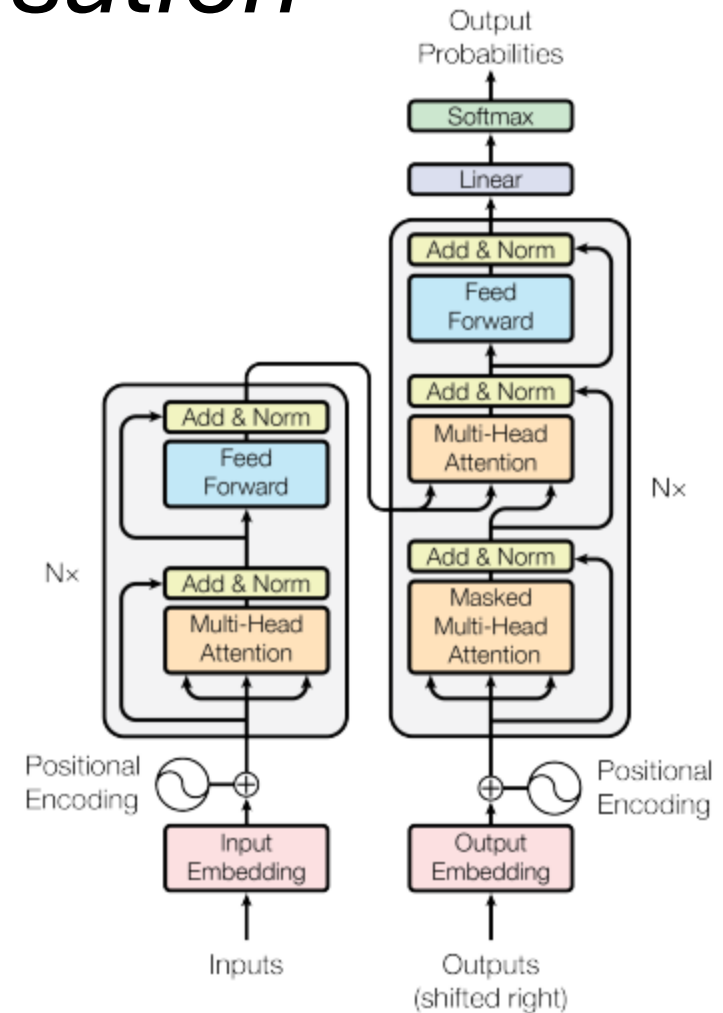 Output
Probabilities
Softmax
Linear
Add & Norm
Feed
Forward
Add & Norm
Multi-Head
Attention
Nx
Add & Norm
Masked
Multi-Head
Attention
Add & Norm
Feed
Forward
Nx
Add & Norm
Multi-Head
Attention
Positional
Encoding
Positional
Encoding
Input
Embedding
Output
Embedding
Inputs
Outputs
(shifted right)